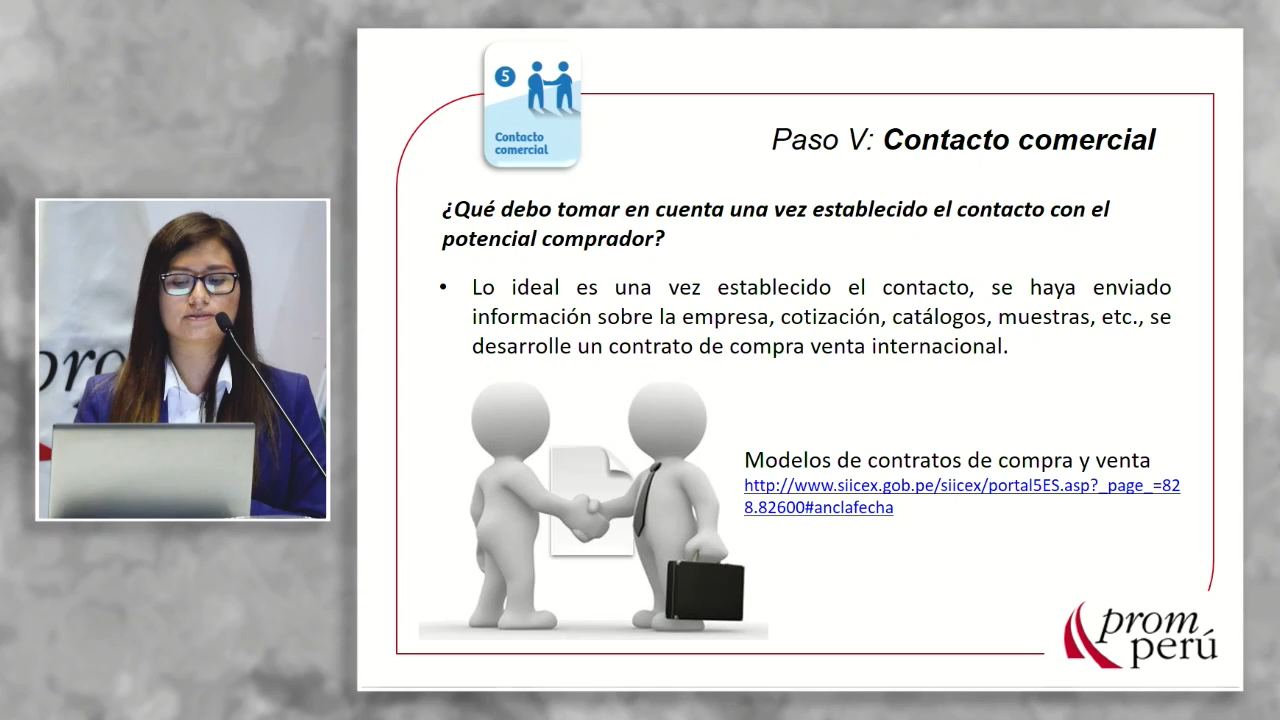 5
Contacto
comercial
Paso V: Contacto comercial
¿Qué debo tomar en cuenta una vez establecido el contacto con el
potencial comprador?
• Lo ideal es una vez establecido el contacto, se haya enviado
información sobre la empresa, cotización, catálogos, muestras, etc., se
desarrolle un contrato de compra venta internacional.
Modelos de contratos de compra y venta
http://www.siicex.gob.pe/siicex/portal5ES.asp?_page_=82
8.82600#anclafecha
pro
prom
perú